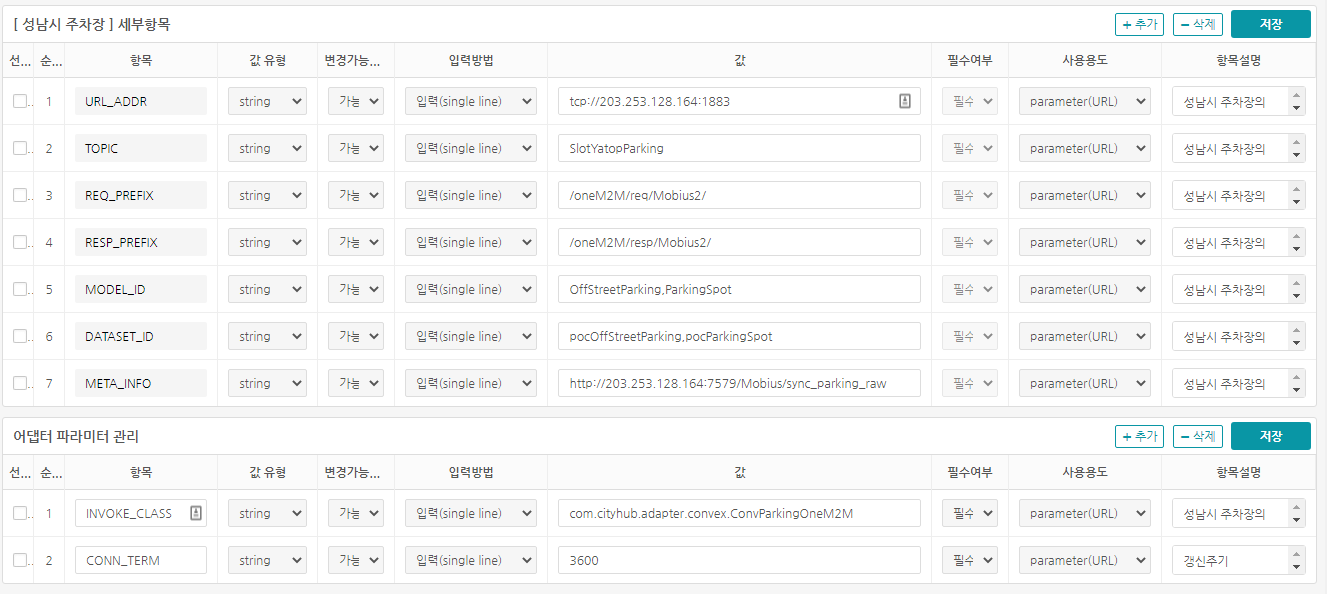 [ 성남시 주차장 ] 세부항목 + 추가 − 삭제 저장
선... 순... 항목 값 유형 변경가능... 입력방법 값 필수여부 사용용도 항목설명
1 URL_ADDR string 가능 입력(single line) tcp://203.253.128.164:1883 필수 parameter(URL) 성남시 주차장의
2 TOPIC string 가능 입력(single line) SlotYatopParking 필수 parameter(URL) 성남시 주차장의
3 REQ_PREFIX string 가능 입력(single line) /oneM2M/req/Mobius2/ 필수 parameter(URL) 성남시 주차장의
4 RESP_PREFIX string 가능 입력(single line) /oneM2M/resp/Mobius2/ 필수 parameter(URL) 성남시 주차장의
5 MODEL_ID string 가능 입력(single line) OffStreetParking,ParkingSpot 필수 parameter(URL) 성남시 주차장의
6 DATASET_ID string 가능 입력(single line) pocOffStreetParking,pocParkingSpot 필수 parameter(URL) 성남시 주차장의
7 META_INFO string 가능 입력(single line) http://203.253.128.164:7579/Mobius/sync_parking_raw 필수 parameter(URL) 성남시 주차장의
어댑터 파라미터 관리 + 추가 − 삭제 저장
선... 순... 항목 값 유형 변경가능... 입력방법 값 필수여부 사용용도 항목설명
1 INVOKE_CLASS string 가능 입력(single line) com.cityhub.adapter.convex.ConvParkingOneM2M 필수 parameter(URL) 성남시 주차장의
2 CONN_TERM string 가능 입력(single line) 3600 필수 parameter(URL) 갱신주기